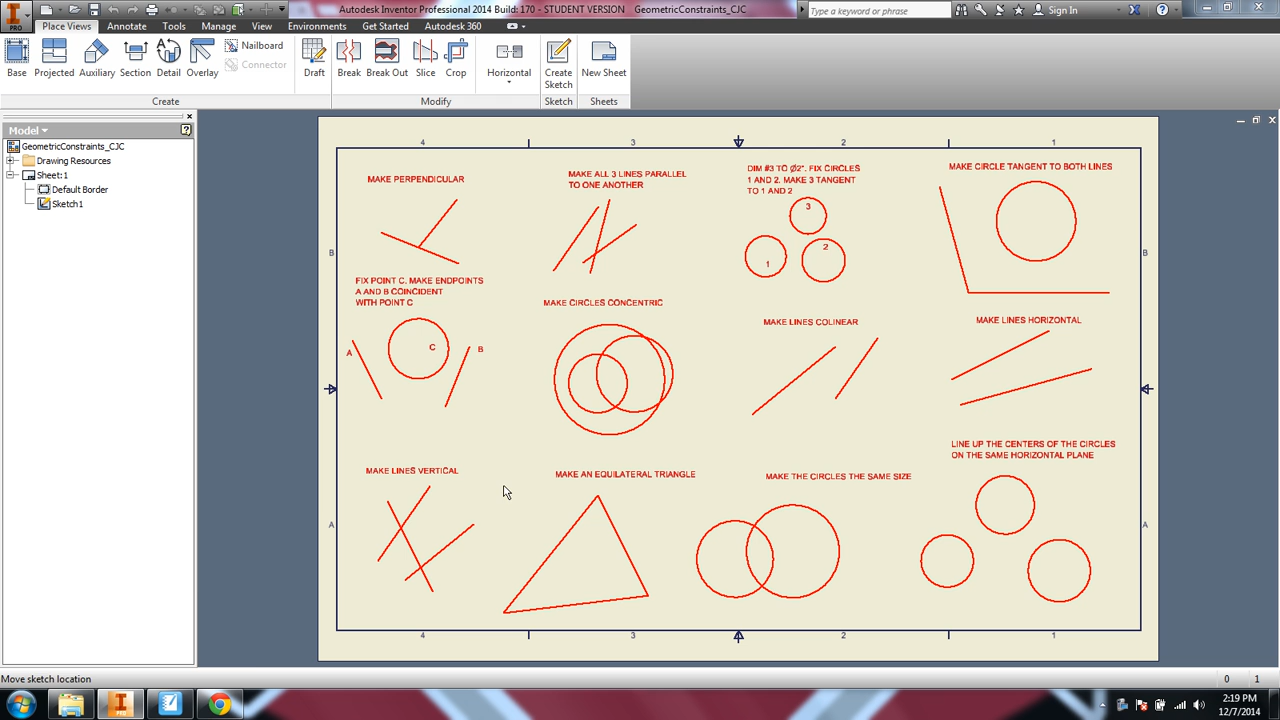 Autodesk Inventor Professional 2014 Build: 170 - STUDENT VERSION GeometricConstraints_CJC
Type a keyword or phrase
Sign In
PRO
Place Views Annotate Tools Manage View Environments Get Started Autodesk 360
Base Projected Auxiliary Section Detail Overlay
Nailboard
Connector
Draft Break Break Out Slice Crop Horizontal
Create Sketch
New Sheet
Create Modify Sketch Sheets
Model
GeometricConstraints_CJC
Drawing Resources
Sheet:1
Default Border
Sketch1
4 3 2 1
MAKE PERPENDICULAR
MAKE ALL 3 LINES PARALLEL
TO ONE ANOTHER
DIM #3 TO Ø2". FIX CIRCLES
1 AND 2. MAKE 3 TANGENT
TO 1 AND 2
MAKE CIRCLE TANGENT TO BOTH LINES
3
1
2
B
B
FIX POINT C. MAKE ENDPOINTS
A AND B COINCIDENT
WITH POINT C
A
C
B
MAKE CIRCLES CONCENTRIC
MAKE LINES COLINEAR
MAKE LINES HORIZONTAL
MAKE LINES VERTICAL
MAKE AN EQUILATERAL TRIANGLE
MAKE THE CIRCLES THE SAME SIZE
LINE UP THE CENTERS OF THE CIRCLES
ON THE SAME HORIZONTAL PLANE
A
A
4 3 2 1
Move sketch location
0 1
PRO
2:19 PM
12/7/2014